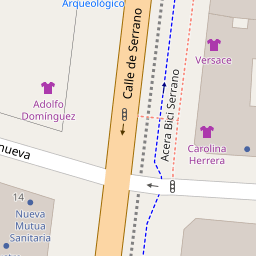 Arqueológico
Calle de Serrano
Versace
Adolfo
Domínguez
Acera Bici Serrano
Carolina
Herrera
nueva
14
Nueva
Mutua
Sanitaria